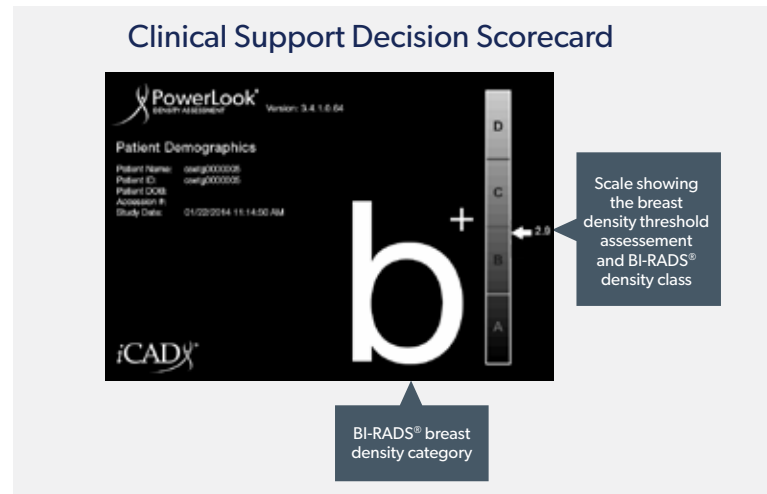 Clinical Support Decision Scorecard
PowerLook®
DENSITY ASSESSMENT
Version: 3.4.1.0.64
Patient Demographics
Patient Name:
Patient ID:
Patient DOB:
Accession #:
Study Date: 01/22/2014 11:14:50 AM
b+
D
C
B
A
2.9
iCAD
Scale showing
the breast
density threshold
assessement
and BI-RADS®
density class
BI-RADS® breast
density category